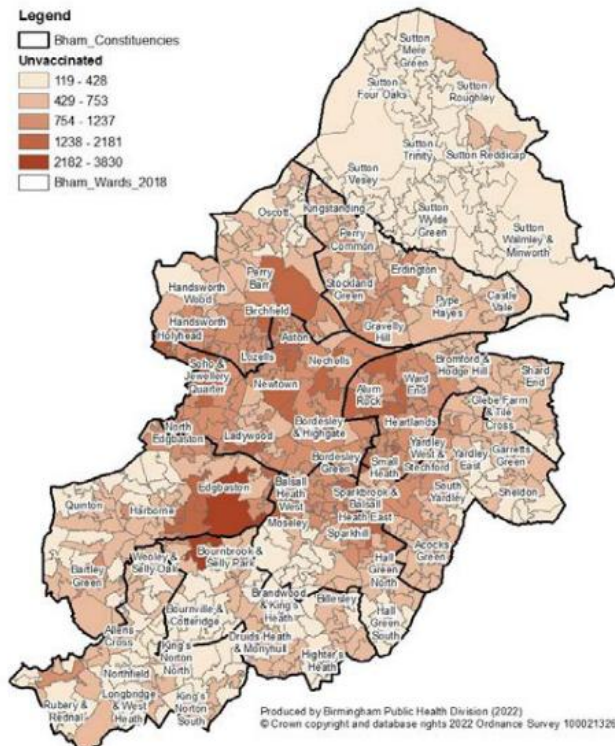 Legend
Bham_Constituencies
Unvaccinated
119 - 428
429 - 753
754 - 1237
1238 - 2181
2182 - 3830
Bham_Wards_2018
Sutton
Mere
Green
Sutton
Four Oaks
Sutton
Roughley
Sutton
Trinity
Sutton Reddicap
Sutton
Vesey
Sutton
Wylde
Green
Sutton
Walmley &
Minworth
Oscott
Kingstanding
Perry
Common
Erdington
Perry
Barr
Stockland
Green
Handsworth
Wood
Pype
Hayes
Castle
Vale
Birchfield
Handsworth
Holyhead
Aston
Gravelly
Hill
Lozells
Nechells
Bromford &
Hodge Hill
Soho &
Jewellery
Quarter
Newtown
Alum
Rock
Ward
End
Shard
End
Glebe Farm
& Tile
Cross
North
Edgbaston
Ladywood
Bordesley
& Highgate
Heartlands
Bordesley
Green
Small
Heath
Yardley
West &
Stechford
Yardley
East
Garretts
Green
Edgbaston
Balsall
Heath
West
Sparkbrook
& Balsall
Heath East
South
Yardley
Sheldon
Quinton
Harborne
Moseley
Sparkhill
Acocks
Green
Bournbrook &
Selly Park
Weoley &
Selly Oak
Hall
Green
North
Bartley
Green
Brandwood
& King's
Heath
Billesley
Bournville &
Cotteridge
Hall
Green
South
Allens
Cross
King's
Norton
North
Druids Heath
& Monyhull
Highter's
Heath
Northfield
Rubery &
Rednal
Longbridge
& West
Heath
King's
Norton
South
Produced by Birmingham Public Health Division (2022)
© Crown copyright and database rights 2022 Ordnance Survey 100021326